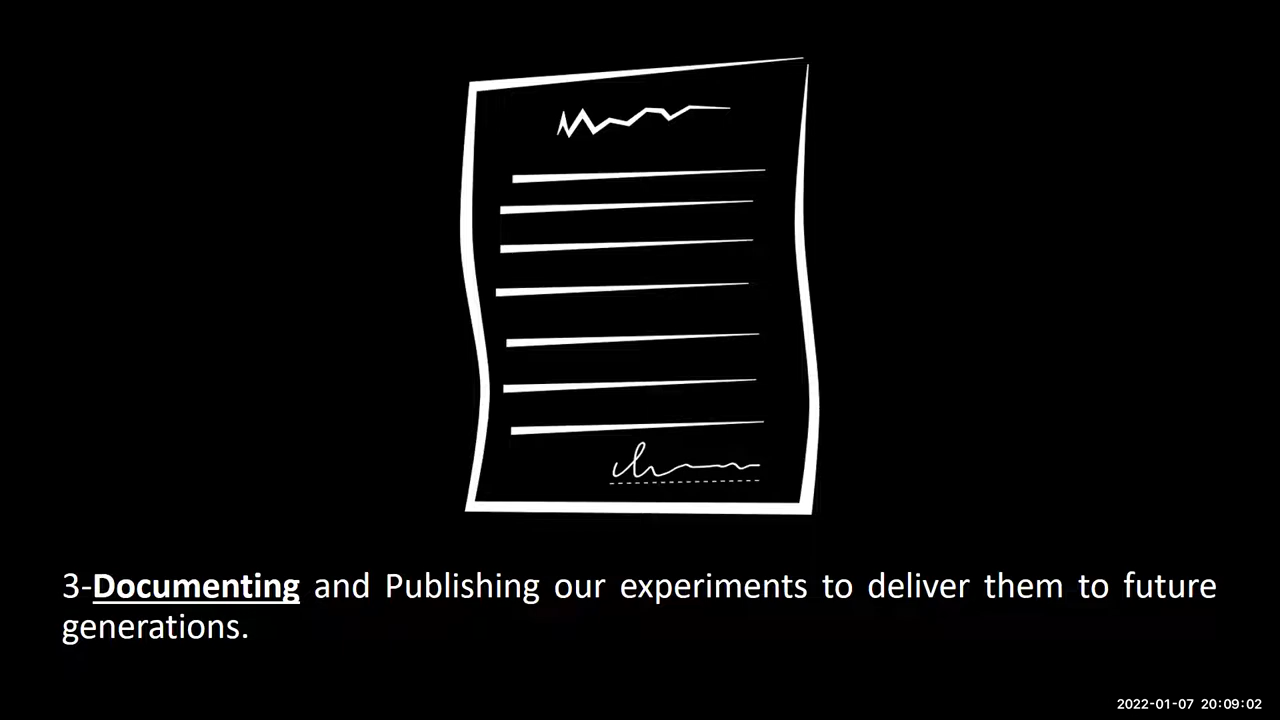 3-Documenting and Publishing our experiments to deliver them to future
generations.
2022-01-07 20:09:02